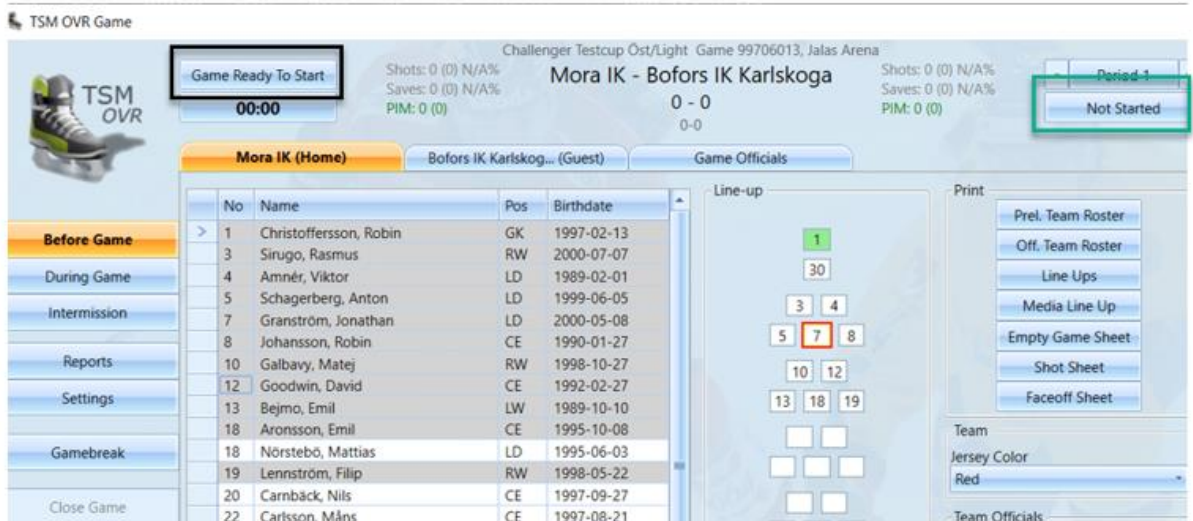 TSM OVR Game
TSM
OVR
Game Ready To Start
00:00
Challenger Testcup Öst/Light Game 99706013, Jalas Arena
Shots: 0 (0) N/A%
Saves: 0 (0) N/A%
PIM: 0 (0)
Mora IK - Bofors IK Karlskoga
0 - 0
0-0
Shots: 0 (0) N/A%
Saves: 0 (0) N/A%
PIM: 0 (0)
Period 1
Not Started
Mora IK (Home)
Bofors IK Karlskog... (Guest)
Game Officials
Before Game
During Game
Intermission
Reports
Settings
Gamebreak
Close Game
No Name Pos Birthdate
1 Christoffersson, Robin GK 1997-02-13
3 Sirugo, Rasmus RW 2000-07-07
4 Amnér, Viktor LD 1989-02-01
5 Schagerberg, Anton LD 1999-06-05
7 Granström, Jonathan LD 2000-05-08
8 Johansson, Robin CE 1990-01-27
10 Galbavy, Matej RW 1998-10-27
12 Goodwin, David CE 1992-02-27
13 Bejmo, Emil LW 1989-10-10
18 Aronsson, Emil CE 1995-10-08
18 Nörstebö, Mattias LD 1995-06-03
19 Lennström, Filip RW 1998-05-22
20 Carnbäck, Nils CE 1997-09-27
22 Carlsson, Måns CE 1997-08-21
Line-up
1
30
3 4
5 7 8
10 12
13 18 19
Print
Prel. Team Roster
Off. Team Roster
Line Ups
Media Line Up
Empty Game Sheet
Shot Sheet
Faceoff Sheet
Team
Jersey Color
Red
Team Officials